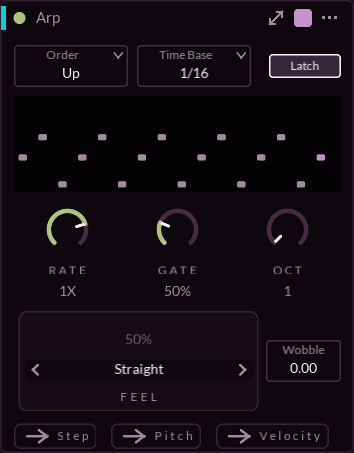 Arp
Order
Up
Time Base
1/16
Latch
RATE
GATE
OCT
1X
50%
1
50%
Straight
FEEL
Wobble
0.00
Step
Pitch
Velocity